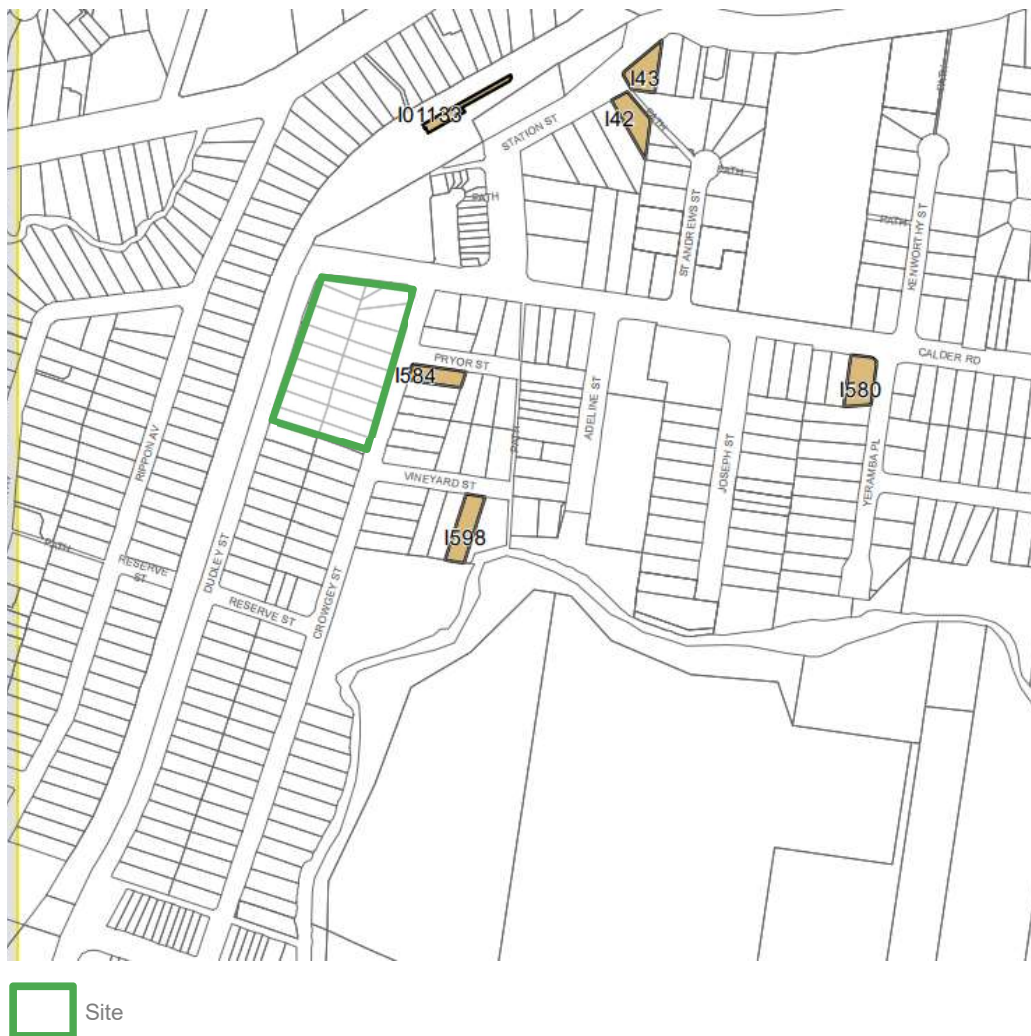 I43
PATH
I01133
I42
PATH
STATION ST
PATH
PATH
ST ANDREWS ST
PATH
KENWORTHY ST
CALDER RD
PRYOR ST
I584
I580
ADELINE ST
RIPPON AV
PATH
JOSEPH ST
YERAMBA PL
VINEYARD ST
I598
PATH
RESERVE
ST
DUDLEY ST
CROWGEY ST
RESERVE ST
Site